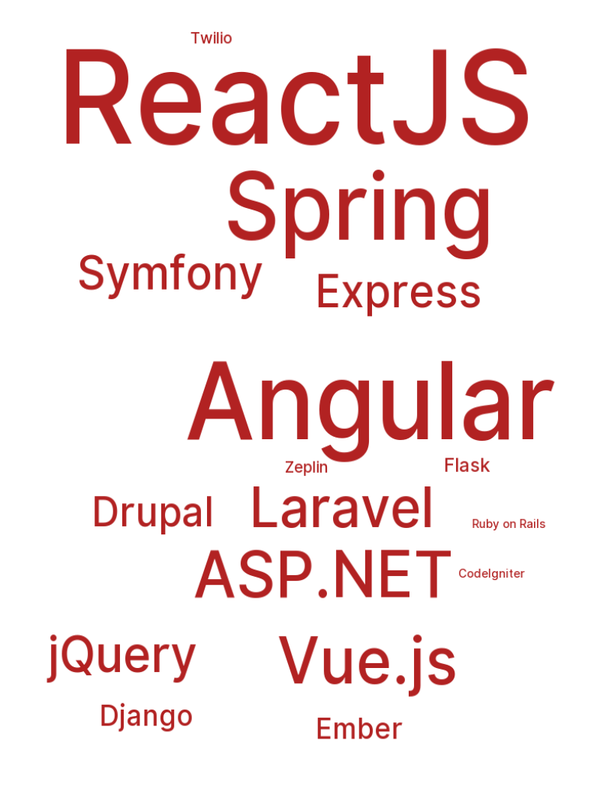 Twilio
ReactJS
Spring
Symfony
Express
Angular
Zeplin
Flask
Drupal
Laravel
Ruby on Rails
ASP.NET
CodeIgniter
jQuery
Vue.js
Django
Ember